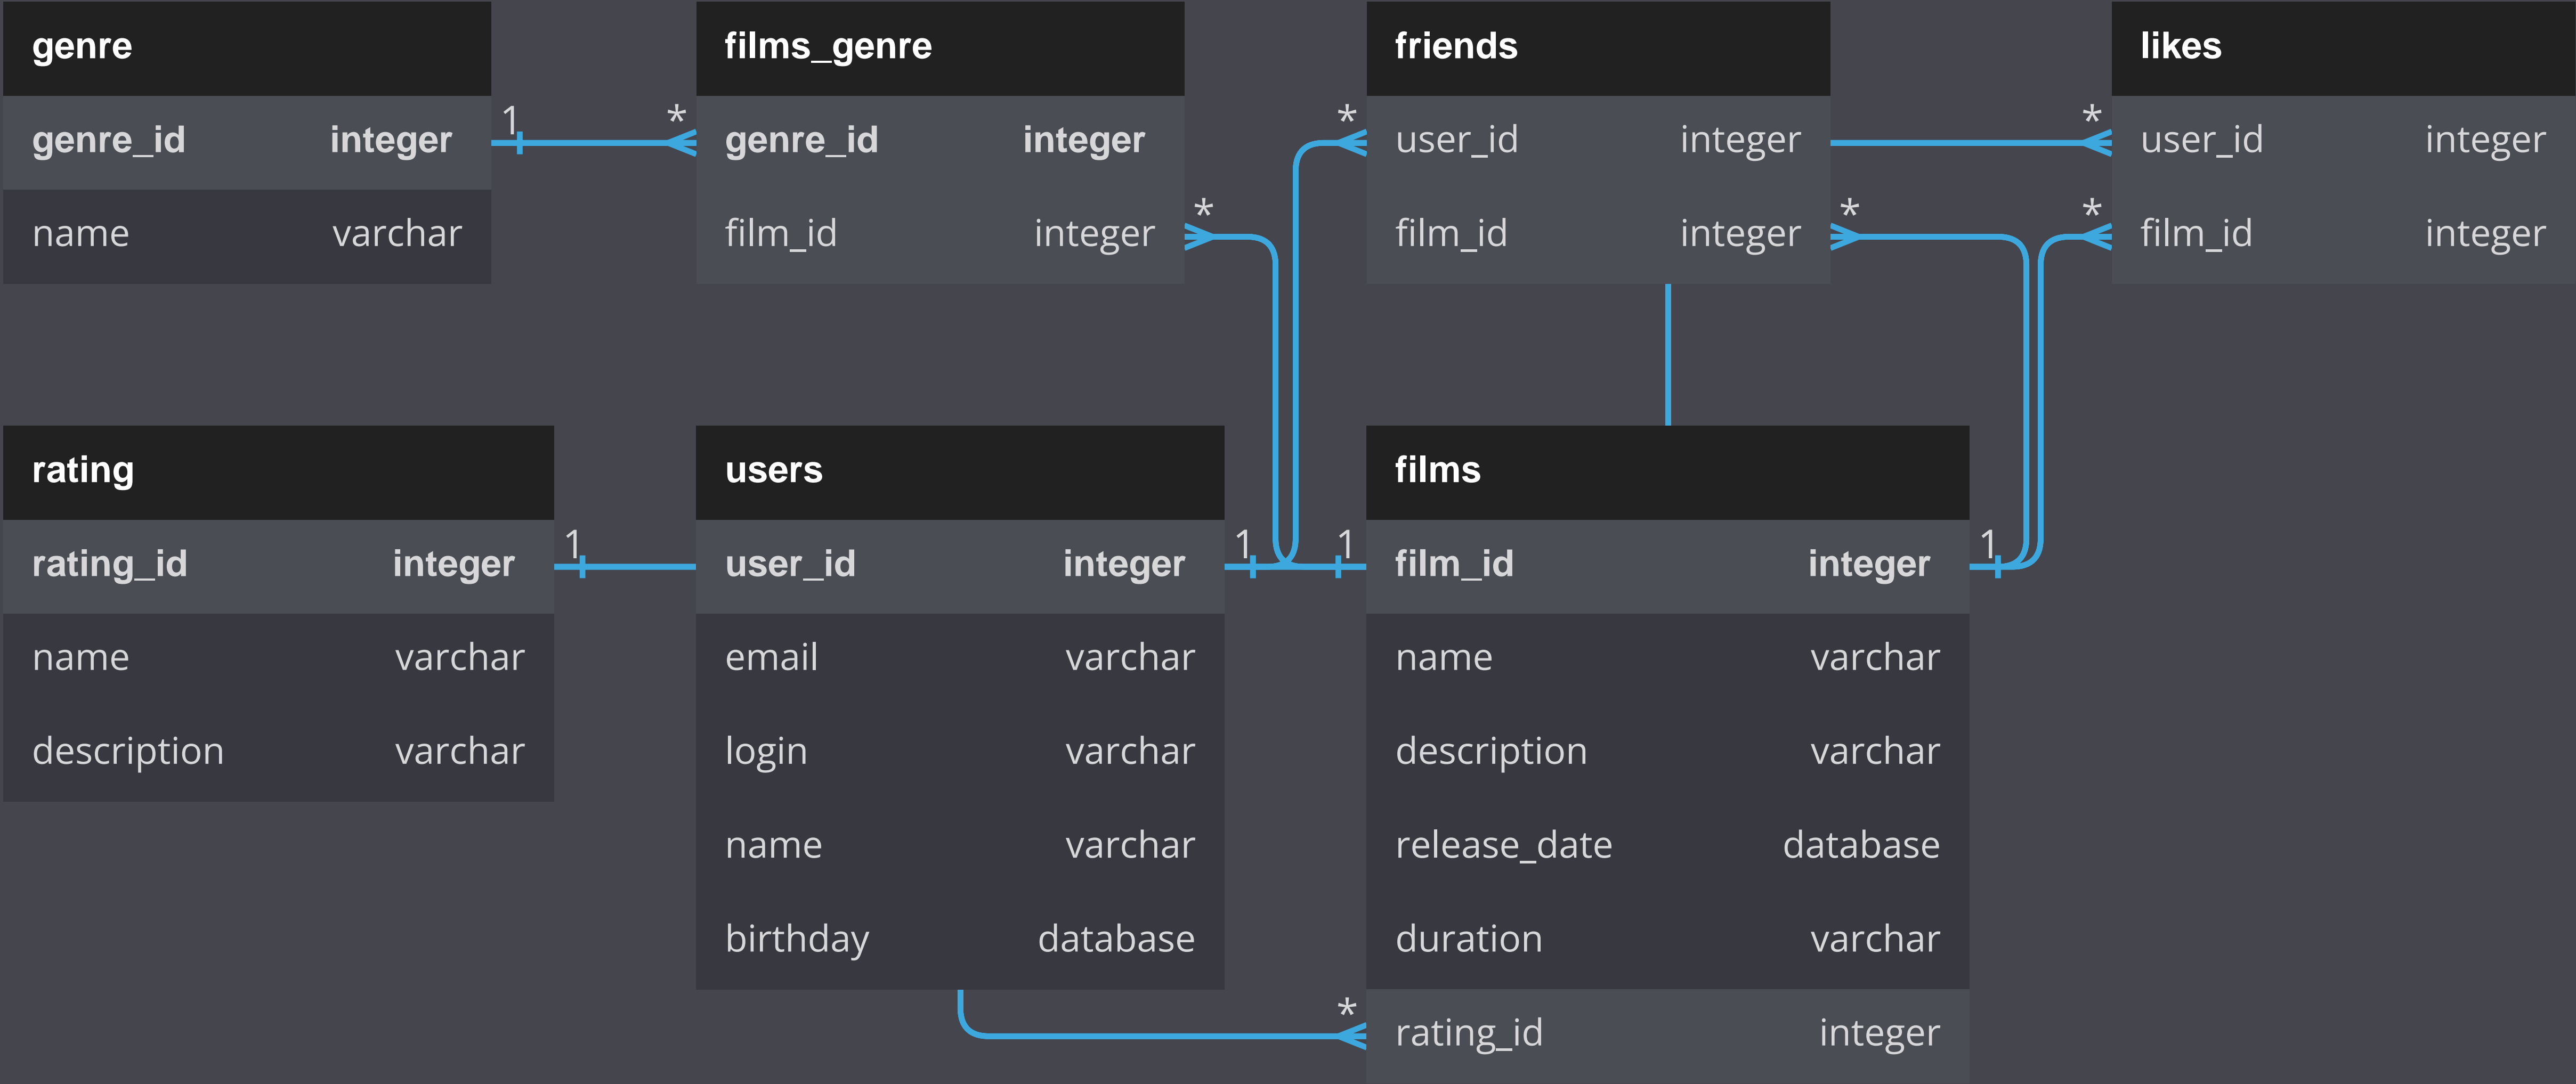 genre
genre_id integer
name varchar
1 *
films_genre
genre_id integer
film_id integer
*
friends
user_id integer
film_id integer
* *
likes
user_id integer
film_id integer
* *
rating
rating_id integer
name varchar
description varchar
1
users
user_id integer
email varchar
login varchar
name varchar
birthday database
1 1
films
film_id integer
name varchar
description varchar
release_date database
duration varchar
rating_id integer
1
*